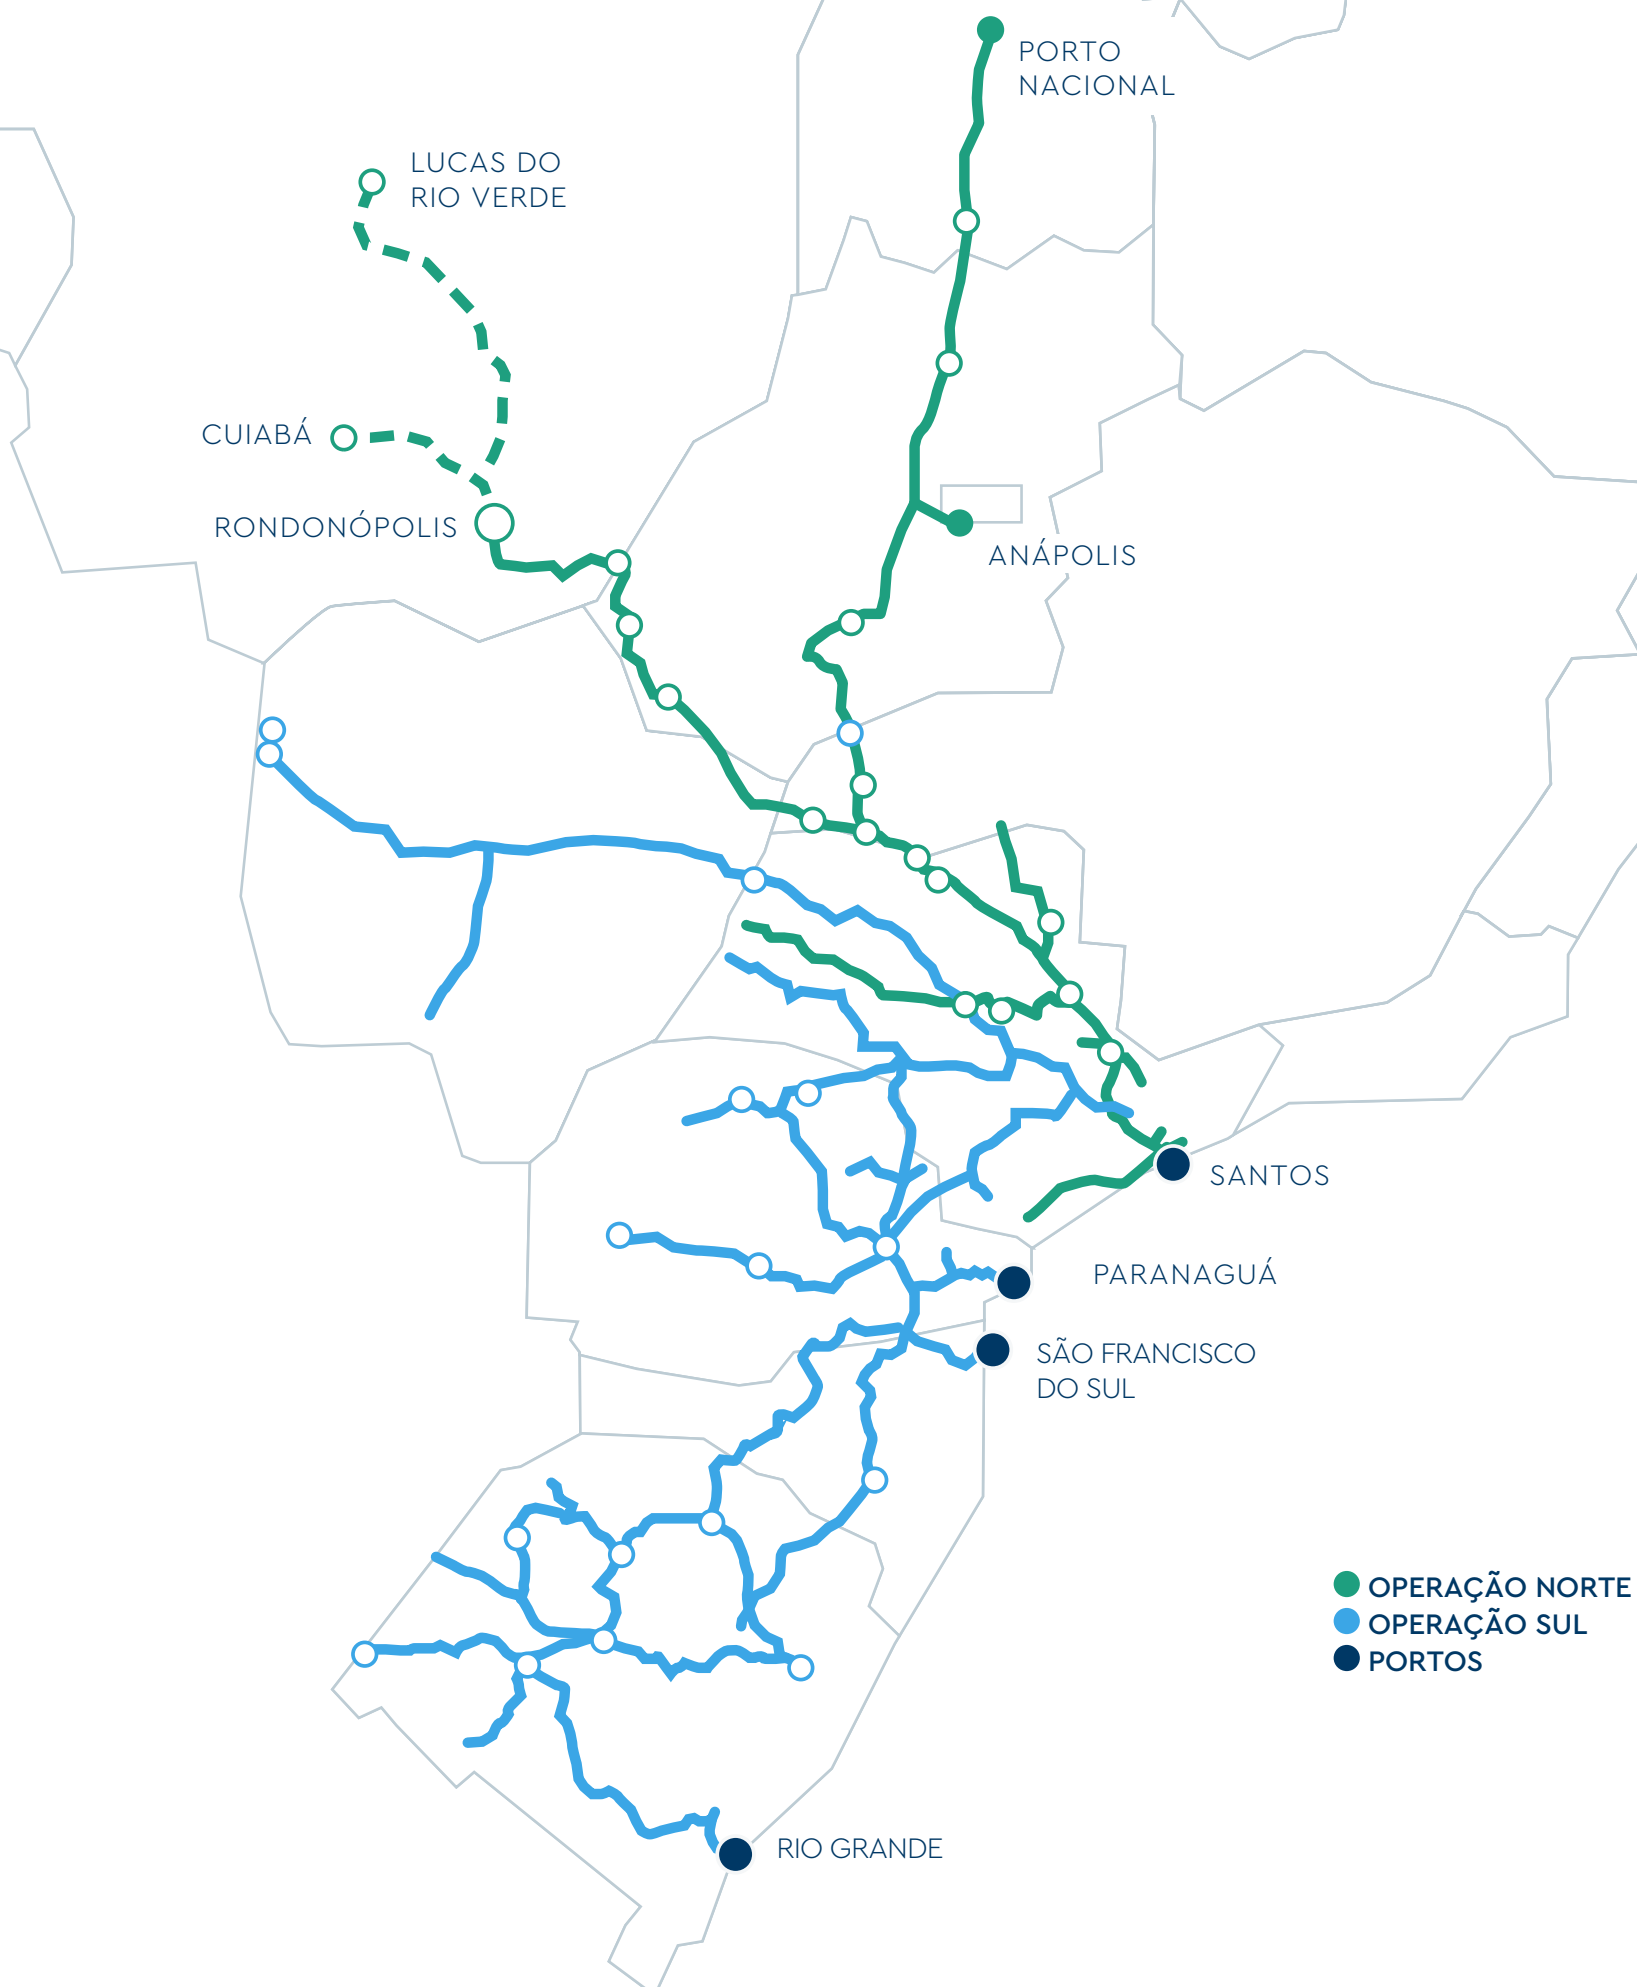 PORTO
NACIONAL
LUCAS DO
RIO VERDE
CUIABÁ
RONDONÓPOLIS
ANÁPOLIS
SANTOS
PARANAGUÁ
SÃO FRANCISCO
DO SUL
OPERAÇÃO NORTE
OPERAÇÃO SUL
PORTOS
RIO GRANDE